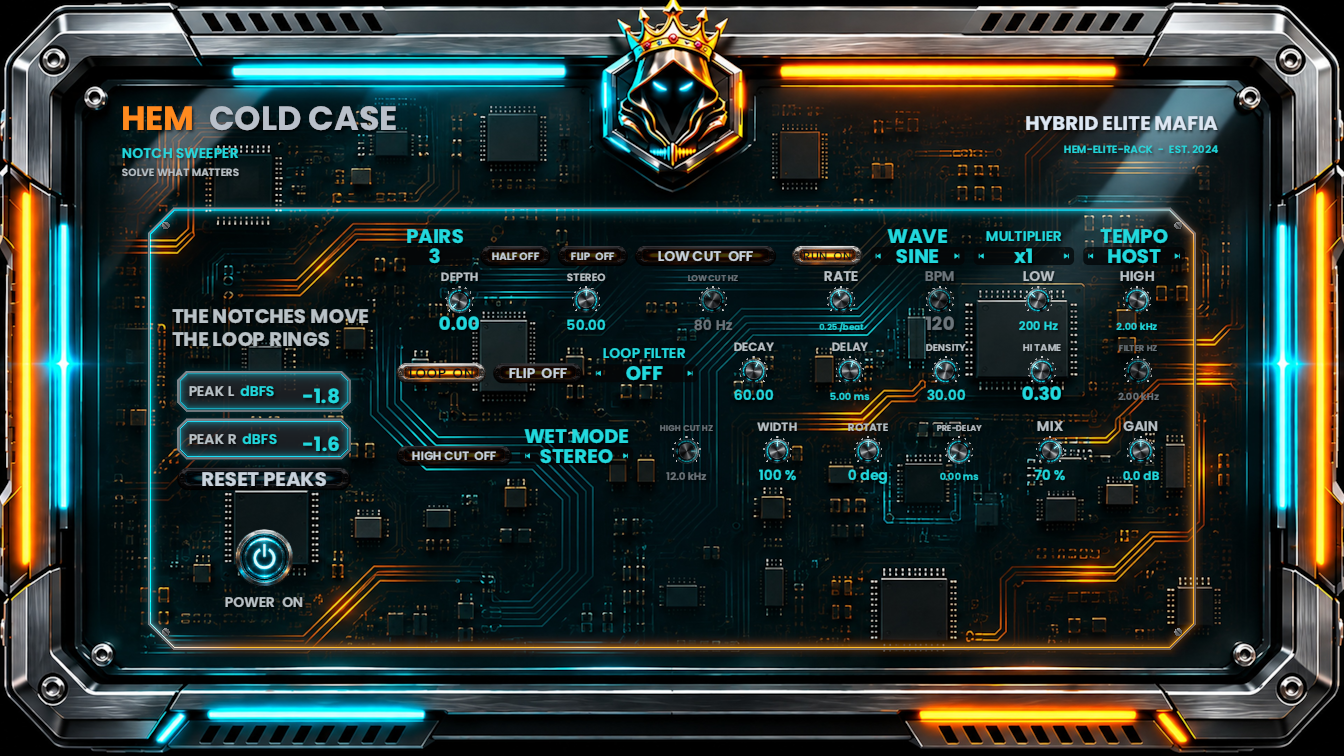 HEM COLD CASE
NOTCH SWEEPER
SOLVE WHAT MATTERS
HYBRID ELITE MAFIA
HEM-ELITE-RACK - EST. 2024
PAIRS
3
HALF OFF
FLIP OFF
LOW CUT OFF
RUN ON
WAVE
SINE
MULTIPLIER
x1
TEMPO
HOST
DEPTH
0.00
STEREO
50.00
LOW CUT HZ
80 Hz
RATE
0.25 /beat
BPM
120
LOW
200 Hz
HIGH
2.00 kHz
THE NOTCHES MOVE
THE LOOP RINGS
LOOP ON
FLIP OFF
LOOP FILTER
OFF
DECAY
60.00
DELAY
5.00 ms
DENSITY
30.00
HI TAME
0.30
FILTER HZ
2.00 kHz
PEAK L dBFS -1.8
PEAK R dBFS -1.6
RESET PEAKS
HIGH CUT OFF
WET MODE
STEREO
HIGH CUT HZ
12.0 kHz
WIDTH
100 %
ROTATE
0 deg
PRE-DELAY
0.00 ms
MIX
70 %
GAIN
0.0 dB
POWER ON